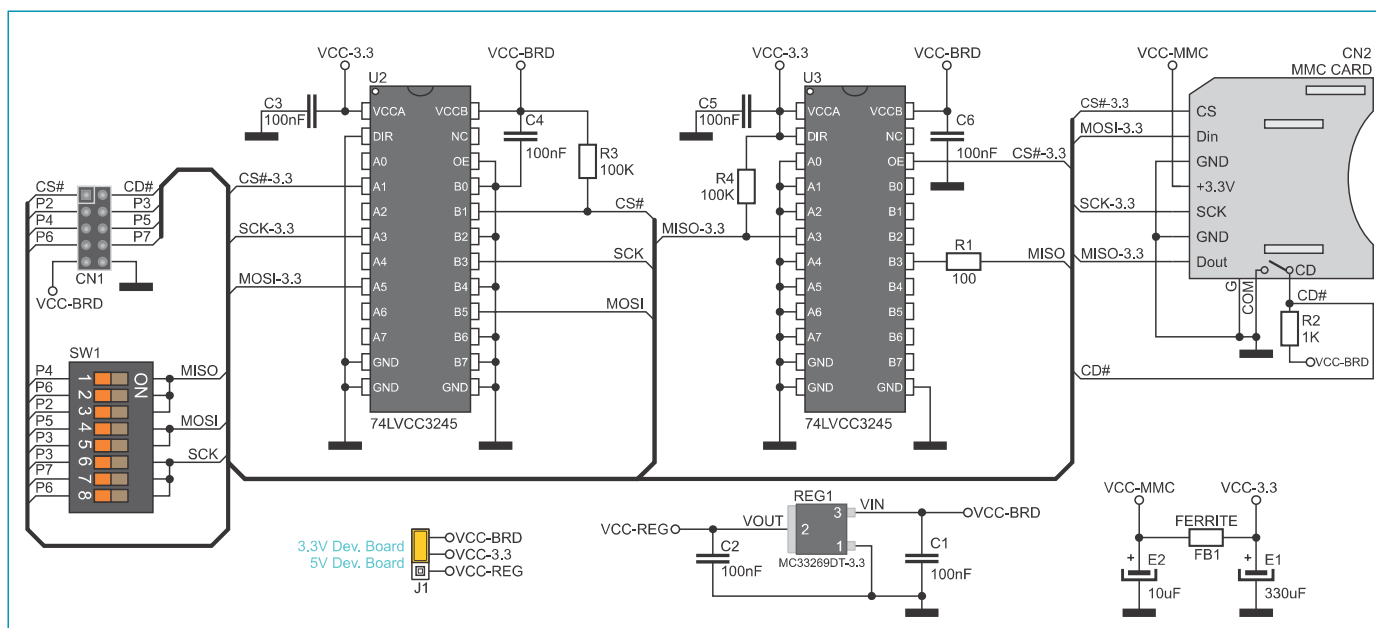 VCC-3.3
VCC-BRD
U2
C3
100nF
VCCA
VCCB
DIR
NC
A0
OE
A1
B0
A2
B1
A3
B2
A4
B3
A5
B4
A6
B5
A7
B6
GND
B7
GND
GND
74LVCC3245
C4
100nF
R3
100K
CS#-3.3
SCK-3.3
MOSI-3.3
CS#
SCK
MOSI
CS#
CD#
P2
P3
P4
P5
P6
P7
CN1
VCC-BRD
SW1
ON
P4
1
MISO
P6
2
P2
3
P5
4
MOSI
P3
5
P3
6
SCK
P7
7
P6
8
VCC-3.3
VCC-BRD
U3
C5
100nF
VCCA
VCCB
DIR
NC
A0
OE
A1
B0
A2
B1
A3
B2
A4
B3
A5
B4
A6
B5
A7
B6
GND
B7
GND
GND
74LVCC3245
C6
100nF
CS#-3.3
R4
100K
MISO-3.3
R1
100
MISO
VCC-MMC
CN2
MMC CARD
CS#-3.3
CS
MOSI-3.3
Din
GND
+3.3V
SCK-3.3
SCK
GND
MISO-3.3
Dout
CD
G
COM
CD#
R2
1K
VCC-BRD
CD#
3.3V Dev. Board
5V Dev. Board
VCC-BRD
VCC-3.3
VCC-REG
J1
REG1
VCC-REG
VOUT
2
3
1
VIN
VCC-BRD
MC33269DT-3.3
C2
100nF
C1
100nF
VCC-MMC
VCC-3.3
FERRITE
FB1
+
E2
10uF
+
E1
330uF